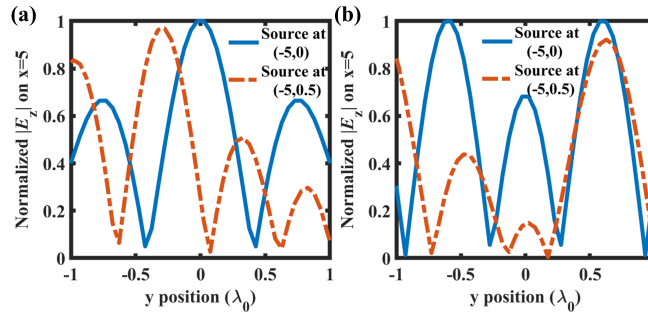 (a)
Normalized |E_z| on x=5
1
0.8
0.6
0.4
0.2
0
Source at
(-5,0)
Source at
(-5,0.5)
-1
-0.5
0
0.5
1
y position (λ_0)
(b)
Normalized |E_z| on x=5
1
0.8
0.6
0.4
0.2
0
Source at
(-5,0)
Source at
(-5,0.5)
-1
-0.5
0
0.5
y position (λ_0)